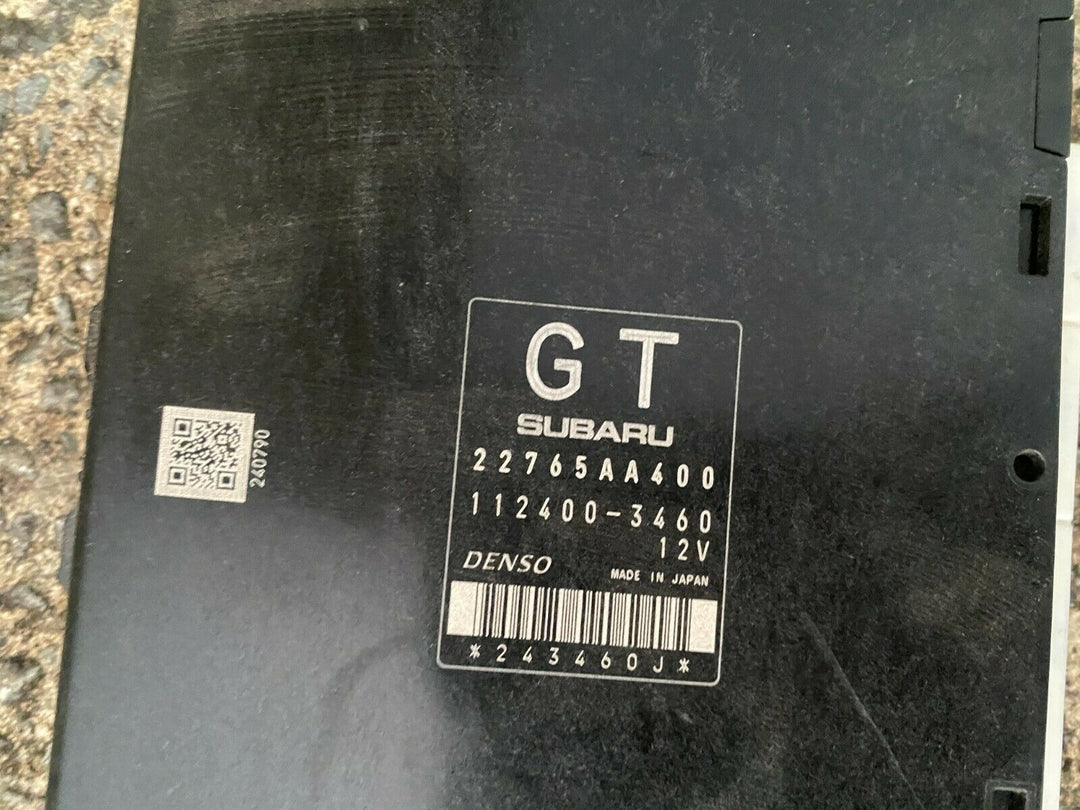 GT
SUBARU
22765AA400
112400-3460
12V
DENSO MADE IN JAPAN
*243460J*
240790